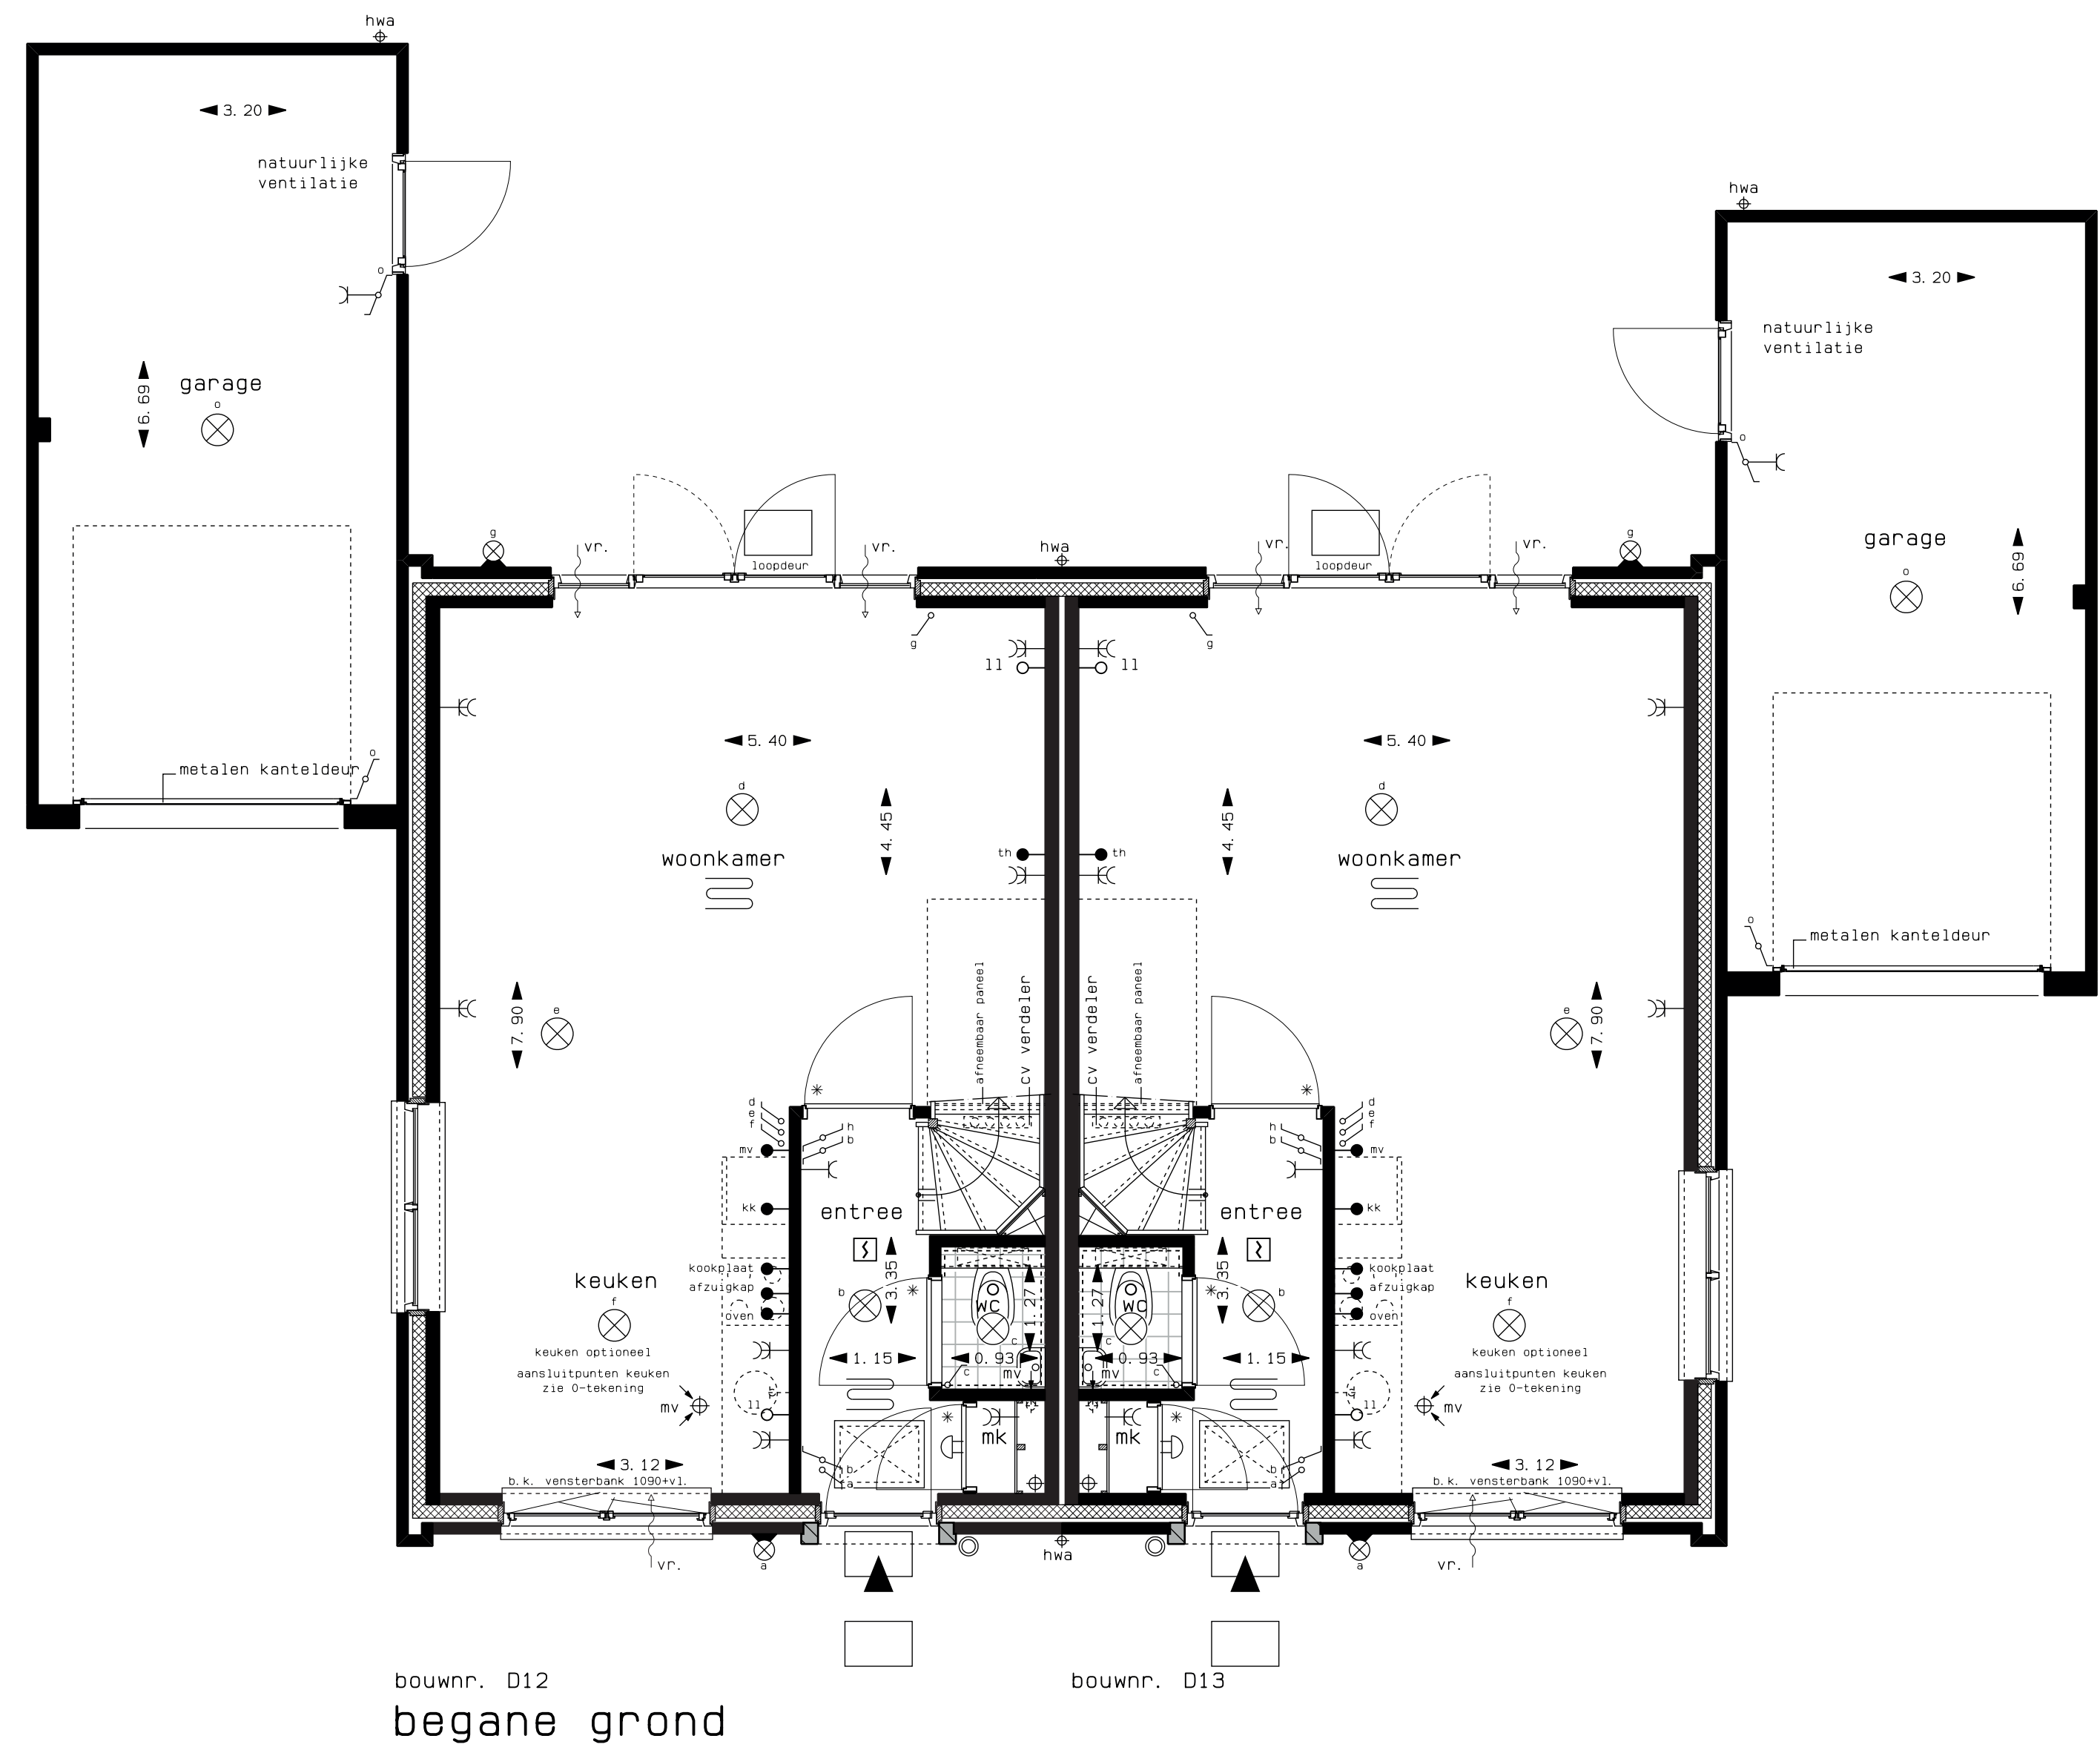 hwa
3. 20
natuurlijke
ventilatie
o
hwa
3. 20
natuurlijke
ventilatie
garage
o
6. 69
o
garage
o
6. 69
g
vr.
vr.
hwa
vr.
vr.
g
loopdeur
loopdeur
g
g
ll
ll
5. 40
5. 40
metalen kanteldeur
o
d
d
4. 45
4. 45
woonkamer
woonkamer
th
th
o
metalen kanteldeur
afneembaar paneel
cv verdeler
cv verdeler
afneembaar paneel
7. 90
e
e
7. 90
*
*
d
e
f
h
b
h
b
d
e
f
mv
mv
kk
kk
entree
entree
3. 35
3. 35
keuken
keuken
kookplaat
afzuigkap
oven
kookplaat
afzuigkap
oven
f
f
b
*
wc
1. 27
1. 27
wc
*
b
c
c
keuken optioneel
keuken optioneel
aansluitpunten keuken
zie O-tekening
aansluitpunten keuken
zie O-tekening
1. 15
0. 93
0. 93
1. 15
c
mv
mv
c
mv
ll
ll
mv
*
mk
mk
*
3. 12
3. 12
b.k. vensterbank 1090+vl.
b.k. vensterbank 1090+vl.
b
a
b
a
vr.
a
hwa
a
vr.
bouwnr. D12
bouwnr. D13
begane grond